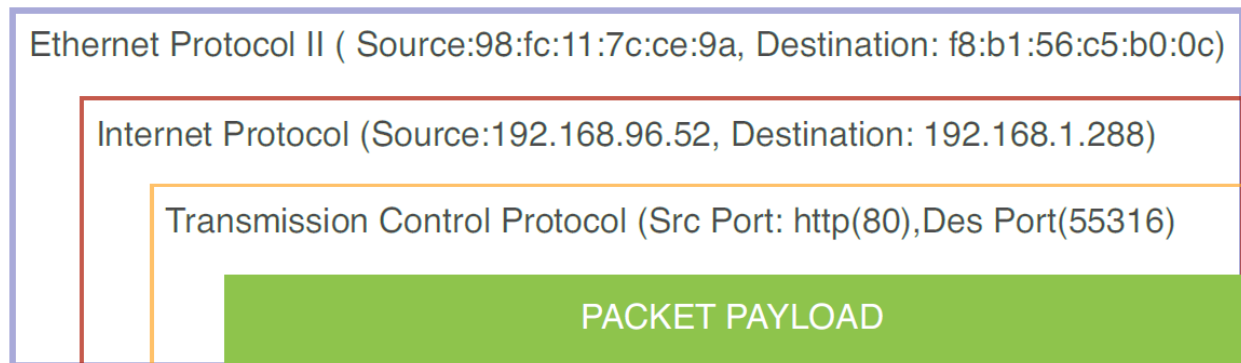 Ethernet Protocol II ( Source:98:fc:11:7c:ce:9a, Destination: f8:b1:56:c5:b0:0c)
Internet Protocol (Source:192.168.96.52, Destination: 192.168.1.288)
Transmission Control Protocol (Src Port: http(80),Des Port(55316)
PACKET PAYLOAD